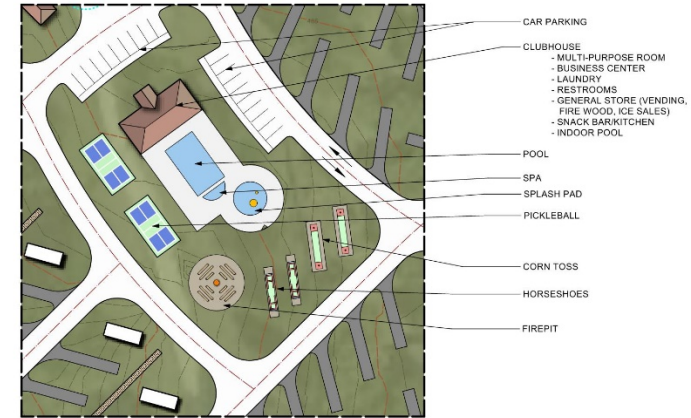 CAR PARKING
CLUBHOUSE
- MULTI-PURPOSE ROOM
- BUSINESS CENTER
- LAUNDRY
- RESTROOMS
- GENERAL STORE (VENDING,
FIRE WOOD, ICE SALES)
- SNACK BAR/KITCHEN
- INDOOR POOL
POOL
SPA
SPLASH PAD
PICKLEBALL
CORN TOSS
HORSESHOES
FIREPIT